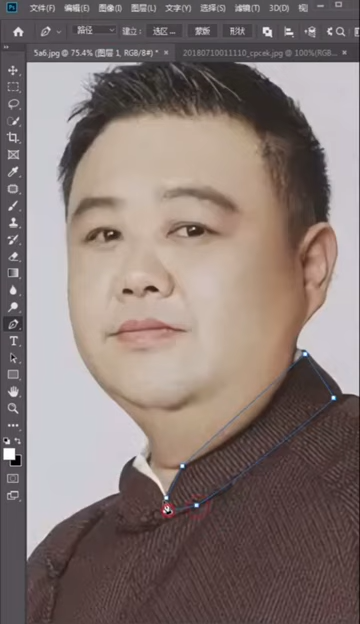 Ps 文件(F) 编辑(E) 图像(I) 图层(L) 文字(Y) 选择(S) 滤镜(T) 3D(D) 视
路径 建立: 选区... 蒙版 形状
5a6.jpg @ 75.4% (图层 1, RGB/8#) * × 20180710011110_cpcek.jpg @ 100%(RGB...
T